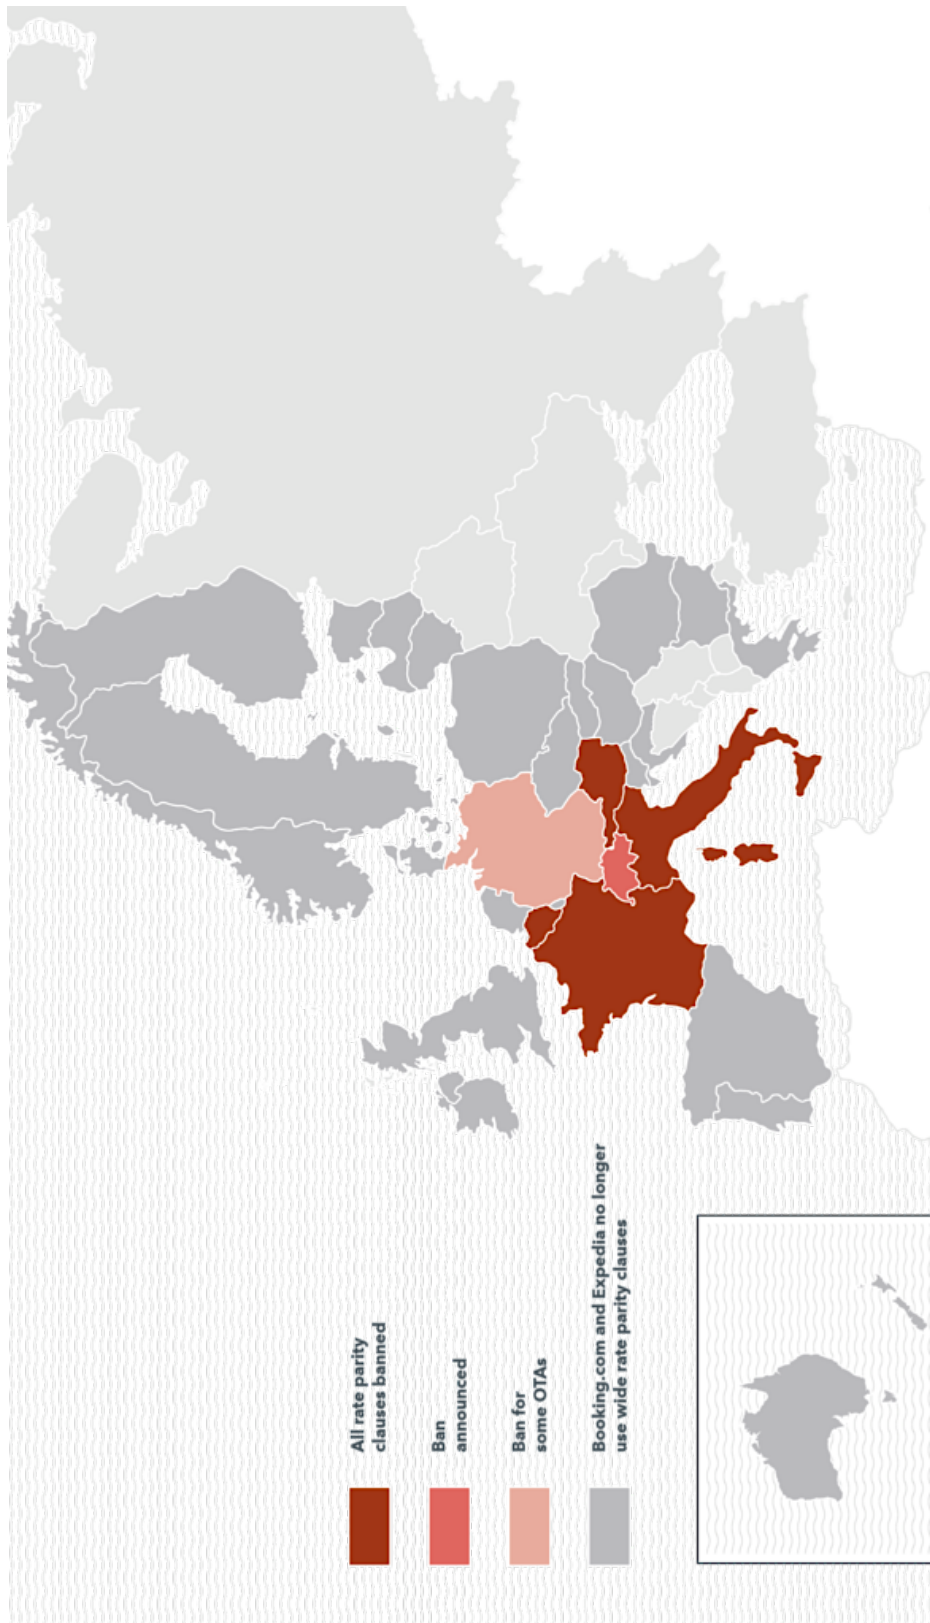 All rate parity
clauses banned
Ban
announced
Ban for
some OTAs
Booking.com and Expedia no longer
use wide rate parity clauses